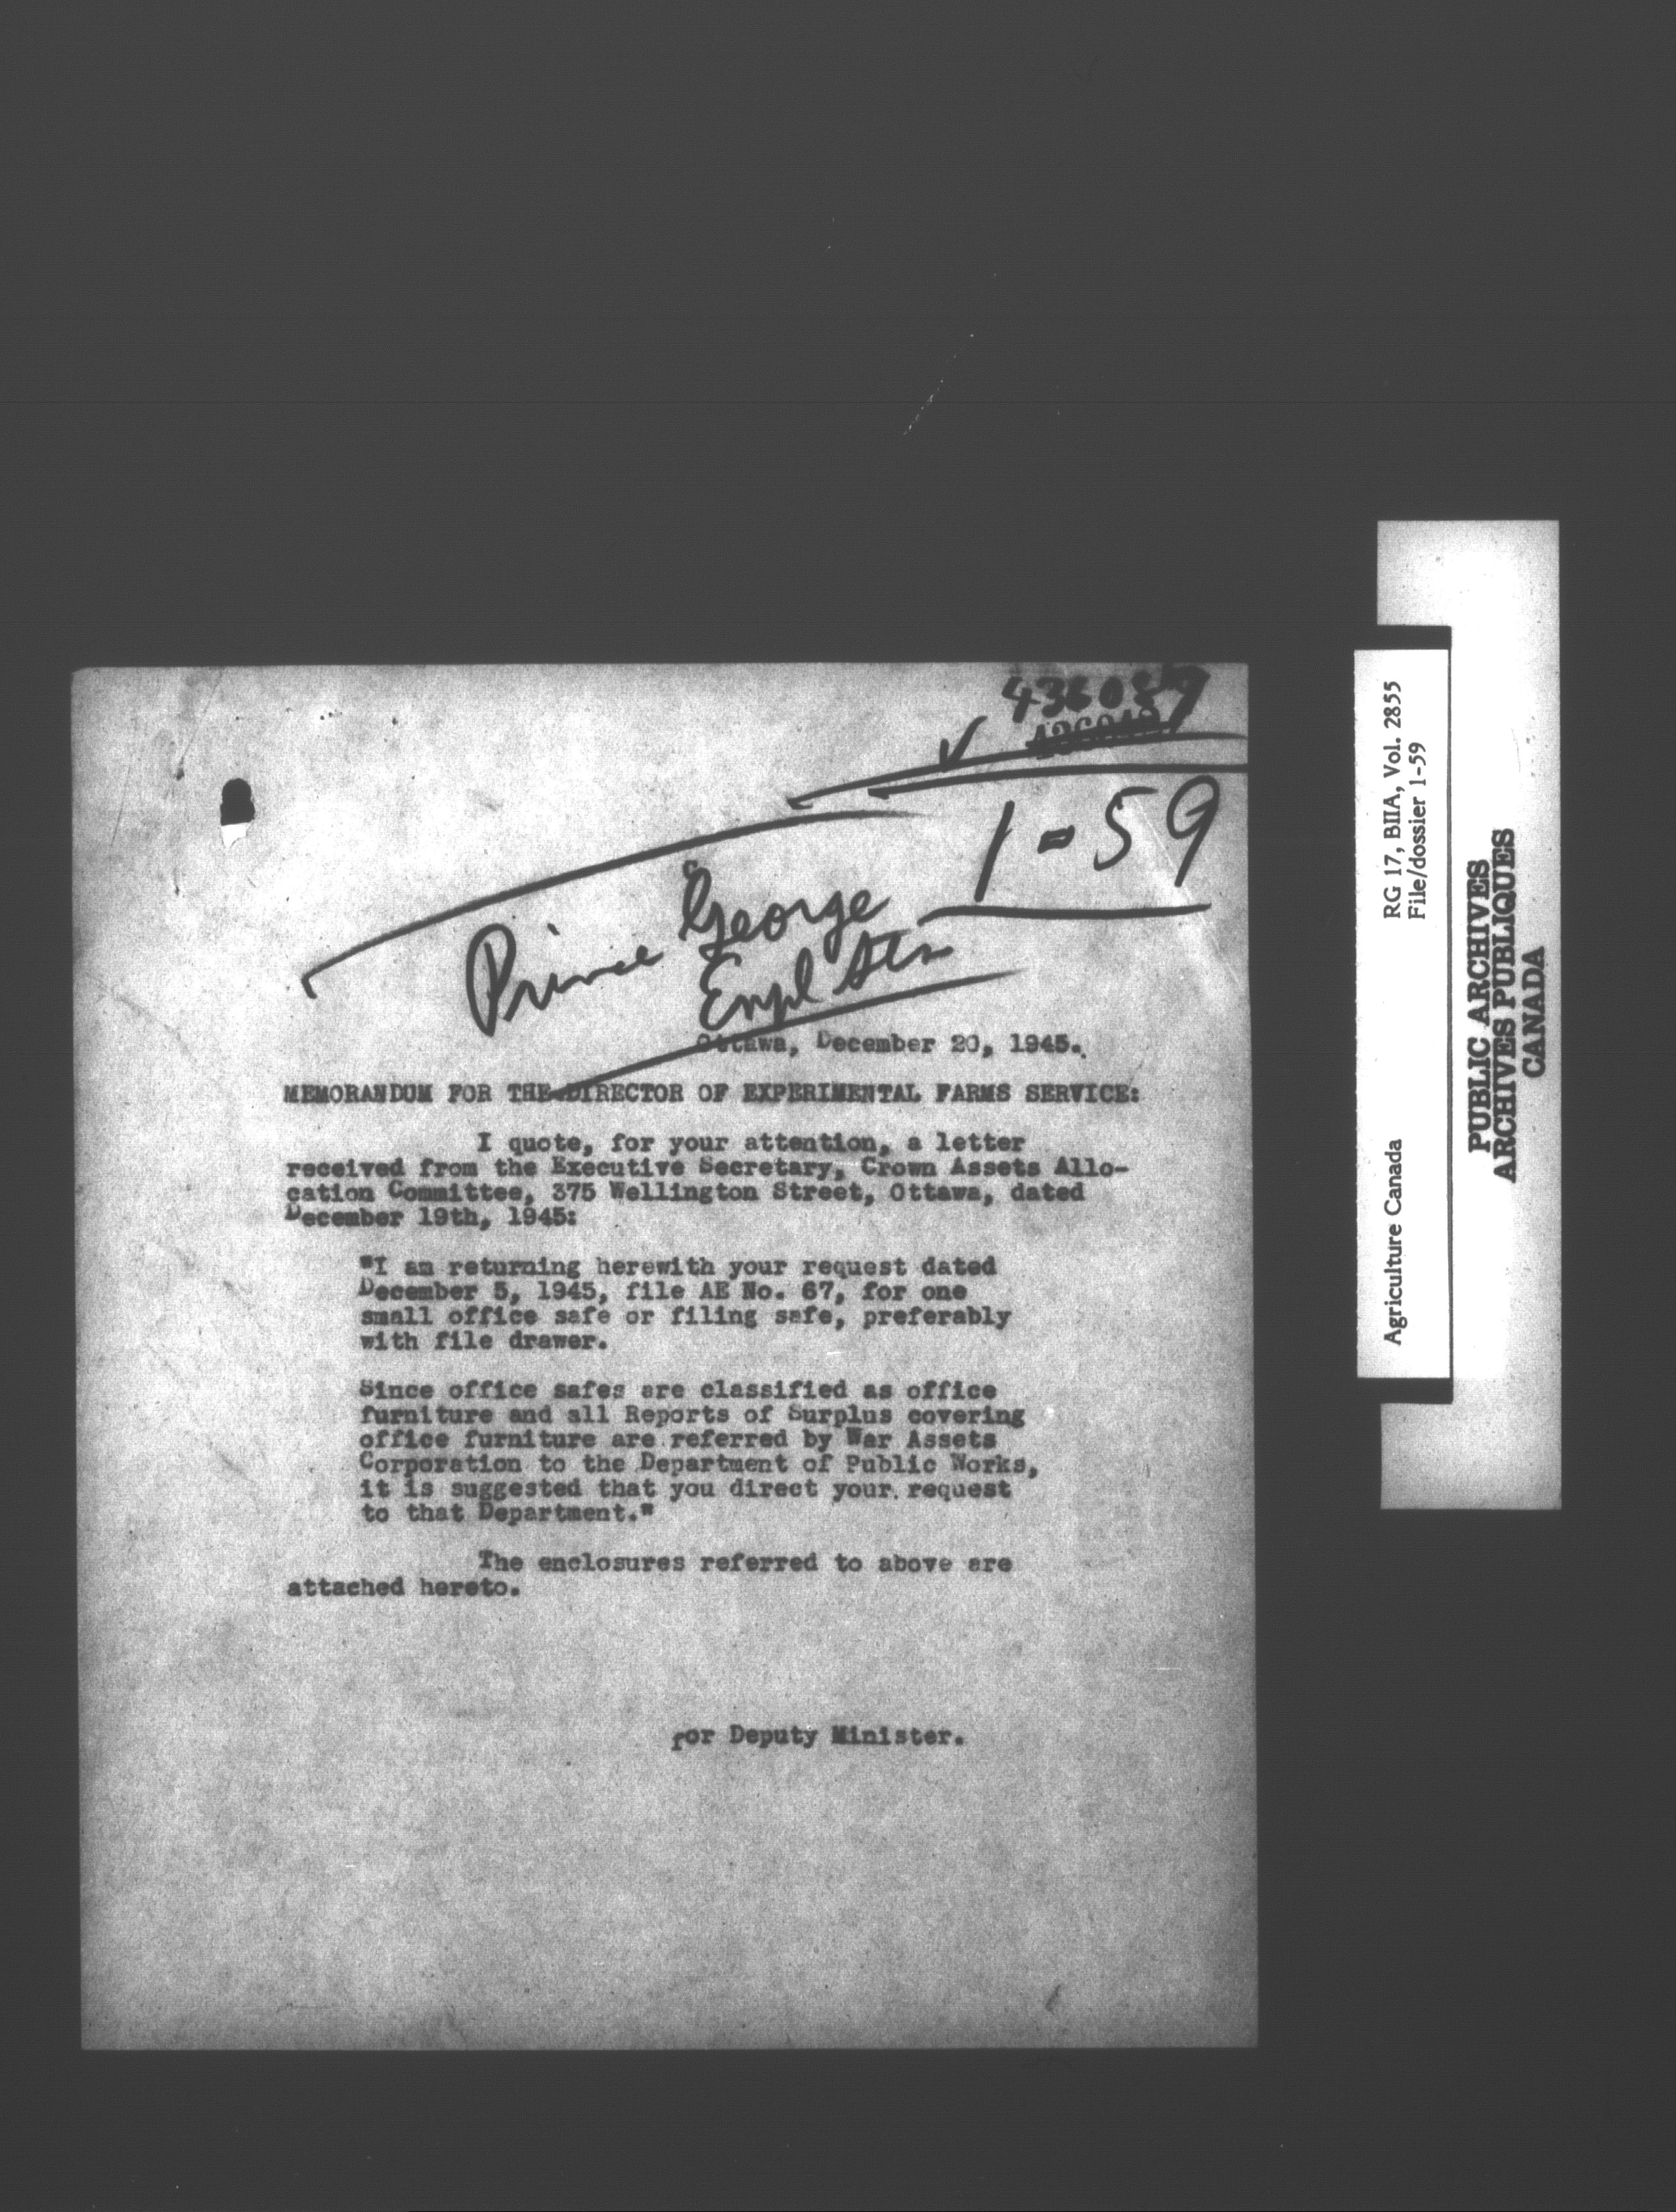 436087
1-59
Prince George
Expl Stn
Ottawa, December 20, 1945.
MEMORANDUM FOR THE DIRECTOR OF EXPERIMENTAL FARMS SERVICE:
I quote, for your attention, a letter
received from the Executive Secretary, Crown Assets Allo-
cation Committee, 375 Wellington Street, Ottawa, dated
December 19th, 1945:
"I am returning herewith your request dated
December 5, 1945, file AE No. 67, for one
small office safe or filing safe, preferably
with file drawer.
Since office safes are classified as office
furniture and all Reports of Surplus covering
office furniture are referred by War Assets
Corporation to the Department of Public Works,
it is suggested that you direct your request
to that Department."
The enclosures referred to above are
attached hereto.
for Deputy Minister.
Agriculture Canada
RG 17, BIIA, Vol. 2855
File/dossier 1-59
PUBLIC ARCHIVES
ARCHIVES PUBLIQUES
CANADA